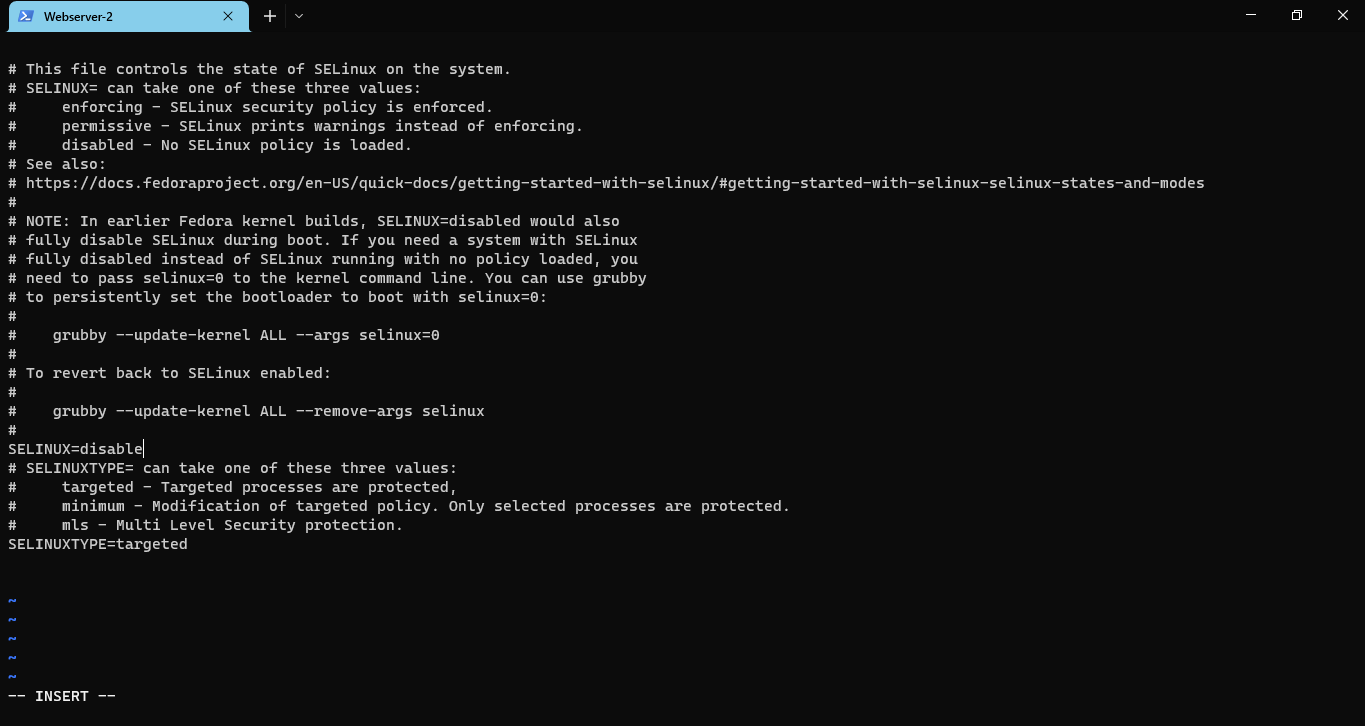 Webserver-2
# This file controls the state of SELinux on the system.
# SELINUX= can take one of these three values:
#     enforcing - SELinux security policy is enforced.
#     permissive - SELinux prints warnings instead of enforcing.
#     disabled - No SELinux policy is loaded.
# See also:
# https://docs.fedoraproject.org/en-US/quick-docs/getting-started-with-selinux/#getting-started-with-selinux-selinux-states-and-modes
#
# NOTE: In earlier Fedora kernel builds, SELINUX=disabled would also
# fully disable SELinux during boot. If you need a system with SELinux
# fully disabled instead of SELinux running with no policy loaded, you
# need to pass selinux=0 to the kernel command line. You can use grubby
# to persistently set the bootloader to boot with selinux=0:
#
#    grubby --update-kernel ALL --args selinux=0
#
# To revert back to SELinux enabled:
#
#    grubby --update-kernel ALL --remove-args selinux
#
SELINUX=disable
# SELINUXTYPE= can take one of these three values:
#     targeted - Targeted processes are protected,
#     minimum - Modification of targeted policy. Only selected processes are protected.
#     mls - Multi Level Security protection.
SELINUXTYPE=targeted
~
~
~
~
~
-- INSERT --